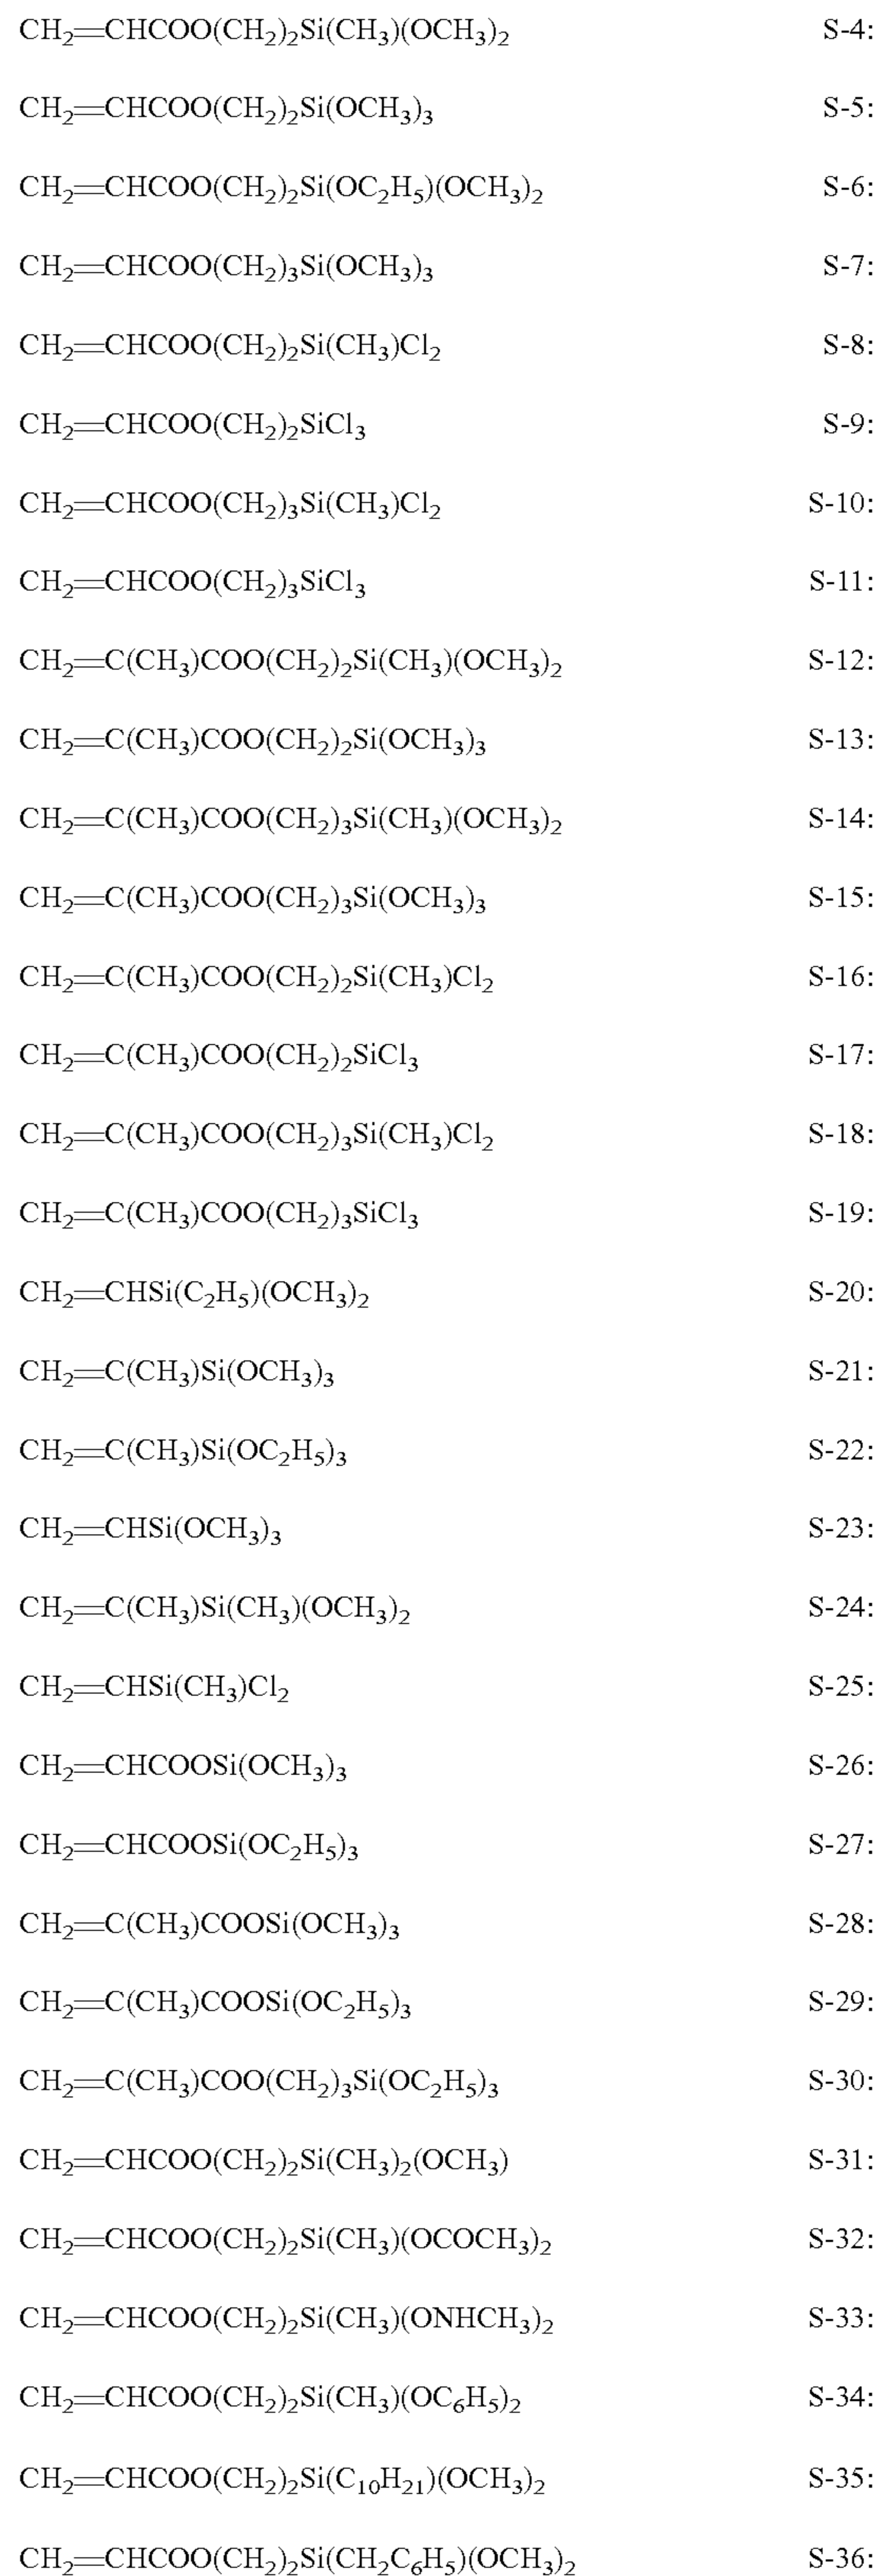 CH₂=CHCOO(CH₂)₂Si(CH₃)(OCH₃)₂ S-4:
CH₂=CHCOO(CH₂)₂Si(OCH₃)₃ S-5:
CH₂=CHCOO(CH₂)₂Si(OC₂H₅)(OCH₃)₂ S-6:
CH₂=CHCOO(CH₂)₃Si(OCH₃)₃ S-7:
CH₂=CHCOO(CH₂)₂Si(CH₃)Cl₂ S-8:
CH₂=CHCOO(CH₂)₂SiCl₃ S-9:
CH₂=CHCOO(CH₂)₃Si(CH₃)Cl₂ S-10:
CH₂=CHCOO(CH₂)₃SiCl₃ S-11:
CH₂=C(CH₃)COO(CH₂)₂Si(CH₃)(OCH₃)₂ S-12:
CH₂=C(CH₃)COO(CH₂)₂Si(OCH₃)₃ S-13:
CH₂=C(CH₃)COO(CH₂)₃Si(CH₃)(OCH₃)₂ S-14:
CH₂=C(CH₃)COO(CH₂)₃Si(OCH₃)₃ S-15:
CH₂=C(CH₃)COO(CH₂)₂Si(CH₃)Cl₂ S-16:
CH₂=C(CH₃)COO(CH₂)₂SiCl₃ S-17:
CH₂=C(CH₃)COO(CH₂)₃Si(CH₃)Cl₂ S-18:
CH₂=C(CH₃)COO(CH₂)₃SiCl₃ S-19:
CH₂=CHSi(C₂H₅)(OCH₃)₂ S-20:
CH₂=C(CH₃)Si(OCH₃)₃ S-21:
CH₂=C(CH₃)Si(OC₂H₅)₃ S-22:
CH₂=CHSi(OCH₃)₃ S-23:
CH₂=C(CH₃)Si(CH₃)(OCH₃)₂ S-24:
CH₂=CHSi(CH₃)Cl₂ S-25:
CH₂=CHCOOSi(OCH₃)₃ S-26:
CH₂=CHCOOSi(OC₂H₅)₃ S-27:
CH₂=C(CH₃)COOSi(OCH₃)₃ S-28:
CH₂=C(CH₃)COOSi(OC₂H₅)₃ S-29:
CH₂=C(CH₃)COO(CH₂)₃Si(OC₂H₅)₃ S-30:
CH₂=CHCOO(CH₂)₂Si(CH₃)₂(OCH₃) S-31:
CH₂=CHCOO(CH₂)₂Si(CH₃)(OCOCH₃)₂ S-32:
CH₂=CHCOO(CH₂)₂Si(CH₃)(ONHCH₃)₂ S-33:
CH₂=CHCOO(CH₂)₂Si(CH₃)(OC₆H₅)₂ S-34:
CH₂=CHCOO(CH₂)₂Si(C₁₀H₂₁)(OCH₃)₂ S-35:
CH₂=CHCOO(CH₂)₂Si(CH₂C₆H₅)(OCH₃)₂ S-36: